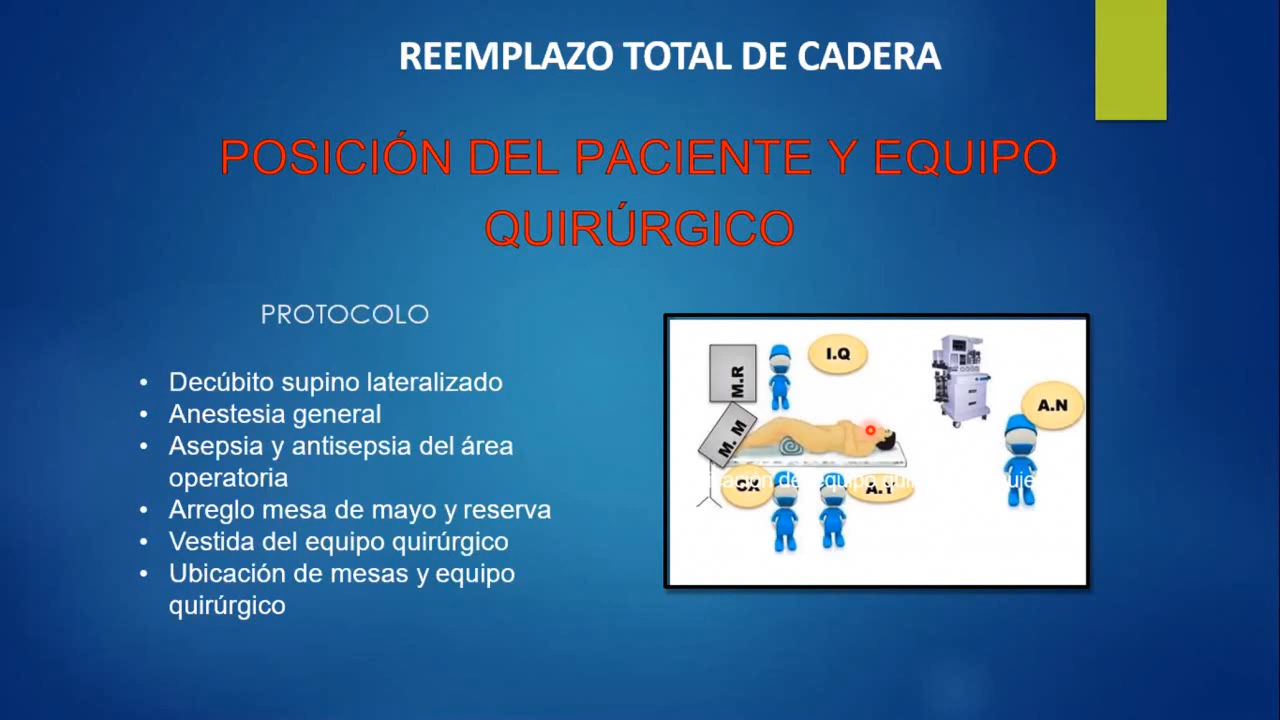 REEMPLAZO TOTAL DE CADERA
POSICIÓN DEL PACIENTE Y EQUIPO
QUIRÚRGICO
PROTOCOLO
• Decúbito supino lateralizado
• Anestesia general
• Asepsia y antisepsia del área
operatoria
• Arreglo mesa de mayo y reserva
• Vestida del equipo quirúrgico
• Ubicación de mesas y equipo
quirúrgico
I.Q
M.R
A.N
M. M
A.Y
equipo